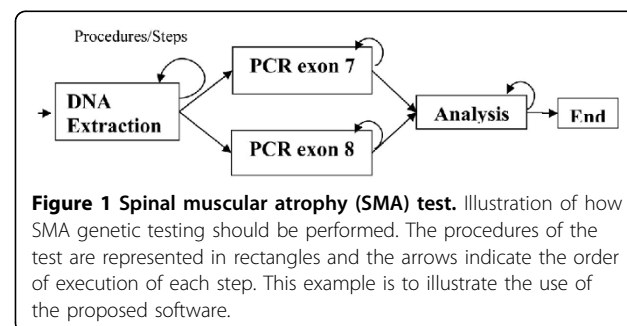 Procedures/Steps
DNA
Extraction
PCR exon 7
PCR exon 8
Analysis
End
Figure 1 Spinal muscular atrophy (SMA) test. Illustration of how
SMA genetic testing should be performed. The procedures of the
test are represented in rectangles and the arrows indicate the order
of execution of each step. This example is to illustrate the use of
the proposed software.